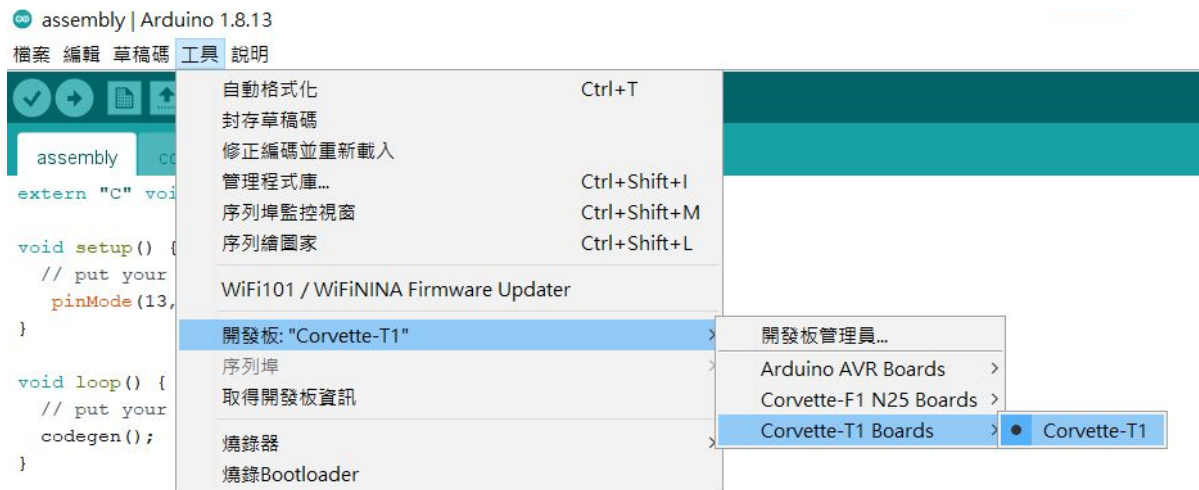 assembly | Arduino 1.8.13
檔案 編輯 草稿碼 工具 說明
自動格式化 Ctrl+T
封存草稿碼
修正編碼並重新載入
管理程式庫... Ctrl+Shift+I
序列埠監控視窗 Ctrl+Shift+M
序列繪圖家 Ctrl+Shift+L
WiFi101 / WiFiNINA Firmware Updater
開發板: "Corvette-T1"
序列埠
取得開發板資訊
燒錄器
燒錄Bootloader
開發板管理員...
Arduino AVR Boards
Corvette-F1 N25 Boards
Corvette-T1 Boards
Corvette-T1
assembly
extern "C" voi
void setup() {
// put your
pinMode(13,
}
void loop() {
// put your
codegen();
}